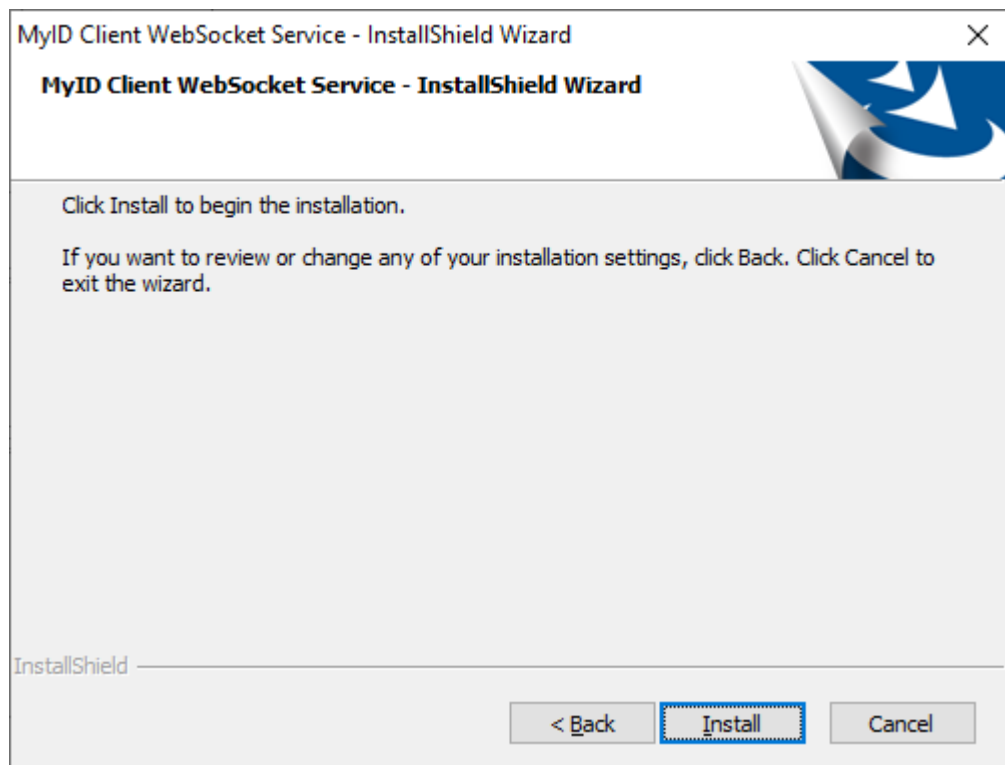 MyID Client WebSocket Service - InstallShield Wizard
MyID Client WebSocket Service - InstallShield Wizard
Click Install to begin the installation.
If you want to review or change any of your installation settings, click Back. Click Cancel to
exit the wizard.
InstallShield
< Back
Install
Cancel